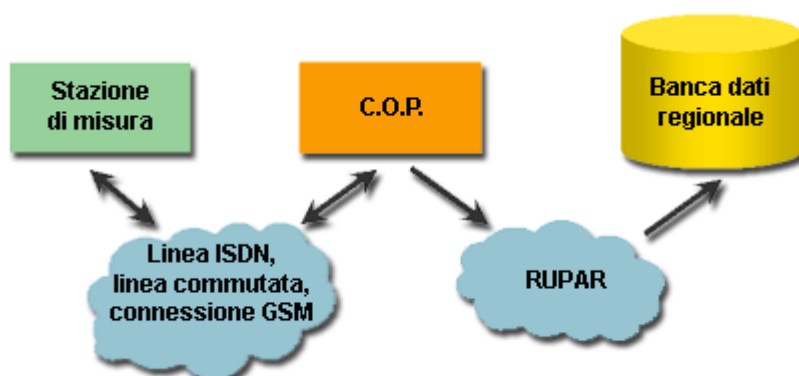 Stazione
di misura
C.O.P.
Banca dati
regionale
Linea ISDN,
linea commutata,
connessione GSM
RUPAR